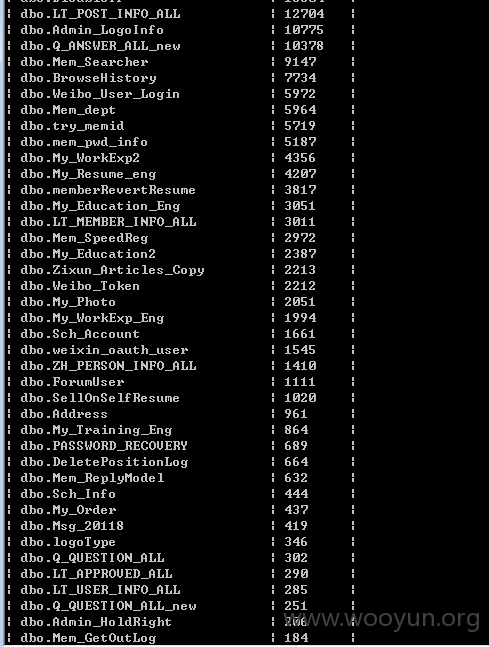 | dbo.LT_POST_INFO_ALL | 12704 |
| dbo.Admin_LogoInfo | 10775 |
| dbo.Q_ANSWER_ALL_new | 10378 |
| dbo.Mem_Searcher | 9147 |
| dbo.BrowseHistory | 7734 |
| dbo.Weibo_User_Login | 5972 |
| dbo.Mem_dept | 5964 |
| dbo.try_memid | 5719 |
| dbo.mem_pwd_info | 5187 |
| dbo.My_WorkExp2 | 4356 |
| dbo.My_Resume_eng | 4207 |
| dbo.memberRevertResume | 3817 |
| dbo.My_Education_Eng | 3051 |
| dbo.LT_MEMBER_INFO_ALL | 3011 |
| dbo.Mem_SpeedReg | 2972 |
| dbo.My_Education2 | 2387 |
| dbo.Zixun_Articles_Copy | 2213 |
| dbo.Weibo_Token | 2212 |
| dbo.My_Photo | 2051 |
| dbo.My_WorkExp_Eng | 1994 |
| dbo.Sch_Account | 1661 |
| dbo.weixin_oauth_user | 1545 |
| dbo.ZH_PERSON_INFO_ALL | 1410 |
| dbo.ForumUser | 1111 |
| dbo.SellOnSelfResume | 1020 |
| dbo.Address | 961 |
| dbo.My_Training_Eng | 864 |
| dbo.PASSWORD_RECOVERY | 689 |
| dbo.DeletePositionLog | 664 |
| dbo.Mem_ReplyModel | 632 |
| dbo.Sch_Info | 444 |
| dbo.My_Order | 437 |
| dbo.Msg_20118 | 419 |
| dbo.logoType | 346 |
| dbo.Q_QUESTION_ALL | 302 |
| dbo.LT_APPROVED_ALL | 290 |
| dbo.LT_USER_INFO_ALL | 285 |
| dbo.Q_QUESTION_ALL_new | 251 |
| dbo.Admin_HoldRight | 206 |
| dbo.Mem_GetOutLog | 184 |
www.wooyun.org